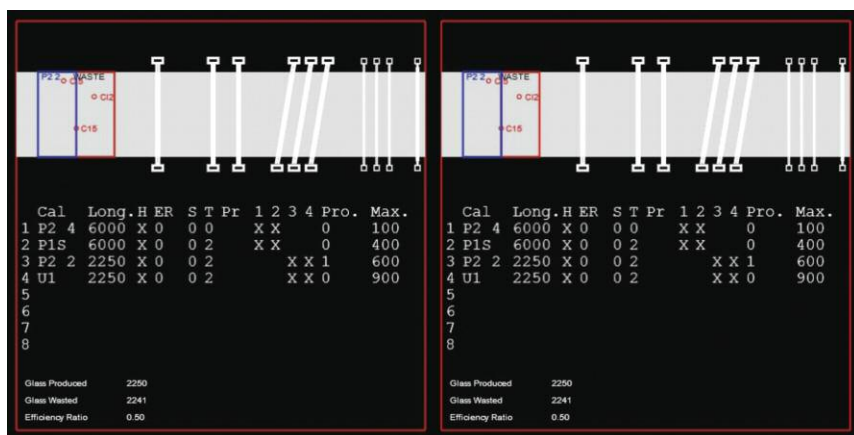 P2 2 WASTE
CI5
CI2
C15
Cal Long. H ER S T Pr 1 2 3 4 Pro. Max.
1 P2 4 6000 X 0 0 0 X X 0 100
2 P1S 6000 X 0 0 2 X X 0 400
3 P2 2 2250 X 0 0 2 X X 1 600
4 U1 2250 X 0 0 2 X X 0 900
5
6
7
8
Glass Produced 2250
Glass Wasted 2241
Efficiency Ratio 0.50
P2 2 WASTE
CI5
CI2
C15
Cal Long. H ER S T Pr 1 2 3 4 Pro. Max.
1 P2 4 6000 X 0 0 0 X X 0 100
2 P1S 6000 X 0 0 2 X X 0 400
3 P2 2 2250 X 0 0 2 X X 1 600
4 U1 2250 X 0 0 2 X X 0 900
5
6
7
8
Glass Produced 2250
Glass Wasted 2241
Efficiency Ratio 0.50